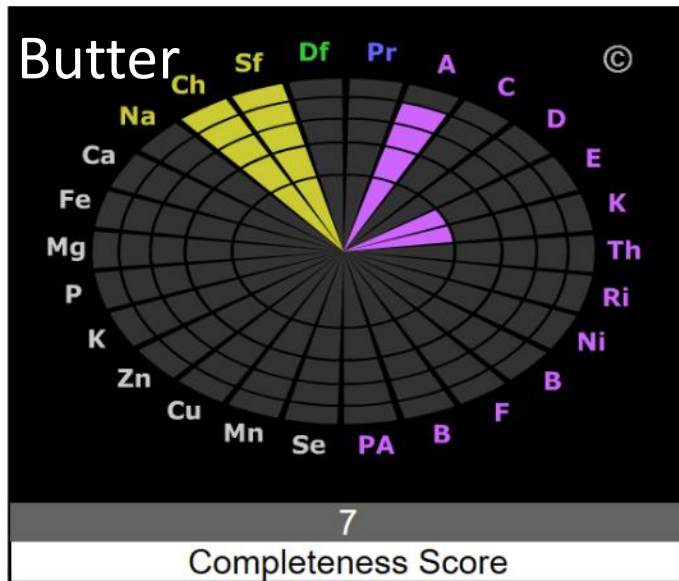 Butter
Df
Pr
©
Sf
A
Ch
C
Na
D
Ca
E
Fe
K
Mg
Th
P
Ri
K
Ni
Zn
B
Cu
F
Mn
Se
PA
B
7
Completeness Score